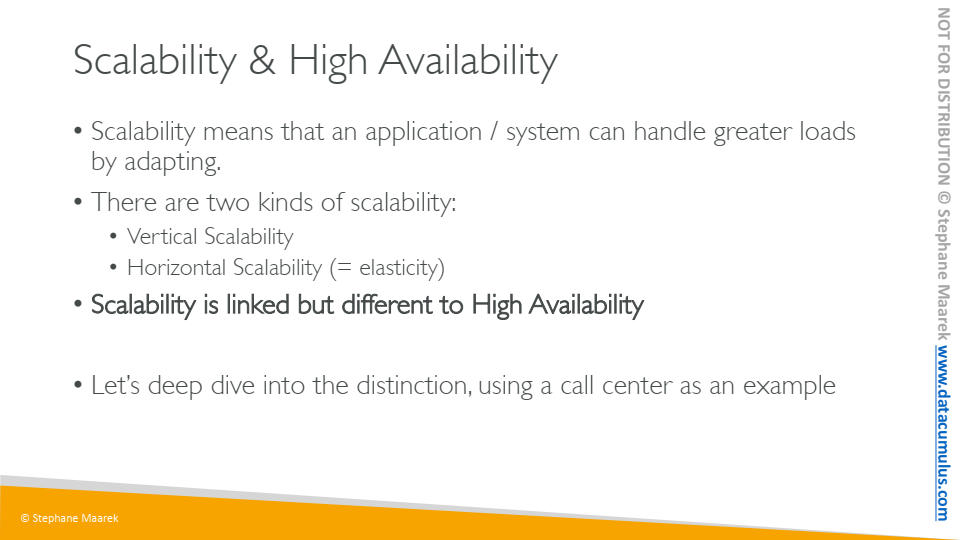 Scalability & High Availability
• Scalability means that an application / system can handle greater loads
by adapting.
• There are two kinds of scalability:
• Vertical Scalability
• Horizontal Scalability (= elasticity)
• Scalability is linked but different to High Availability
• Let's deep dive into the distinction, using a call center as an example
© Stephane Maarek
NOT FOR DISTRIBUTION © Stephane Maarek www.datacumulus.com